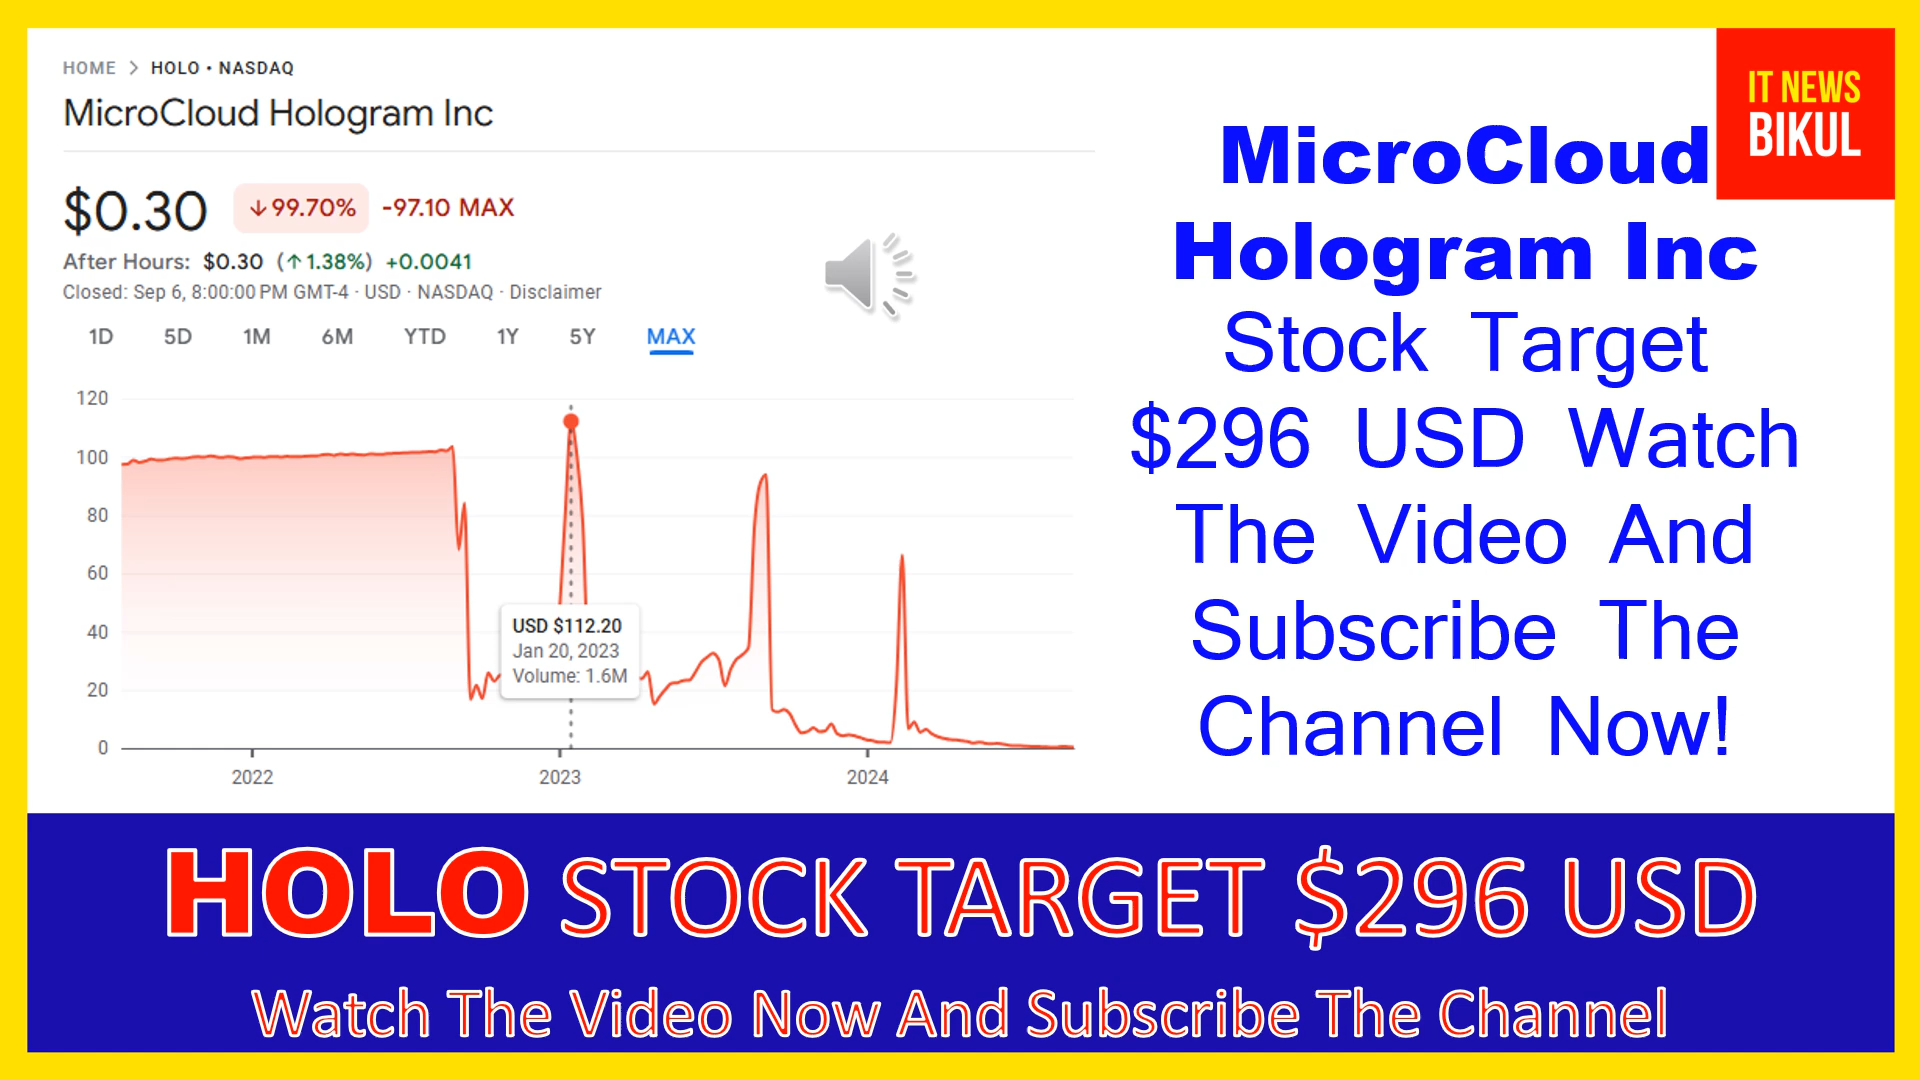 HOME > HOLO • NASDAQ
MicroCloud Hologram Inc
$0.30 ↓99.70% -97.10 MAX
After Hours: $0.30 (↑1.38%) +0.0041
Closed: Sep 6, 8:00:00 PM GMT-4 · USD · NASDAQ · Disclaimer
1D 5D 1M 6M YTD 1Y 5Y MAX
120
100
80
60
40
20
0
USD $112.20
Jan 20, 2023
Volume: 1.6M
2022 2023 2024
IT NEWS
BIKUL
MicroCloud
Hologram Inc
Stock Target
$296 USD Watch
The Video And
Subscribe The
Channel Now!
HOLO STOCK TARGET $296 USD
Watch The Video Now And Subscribe The Channel